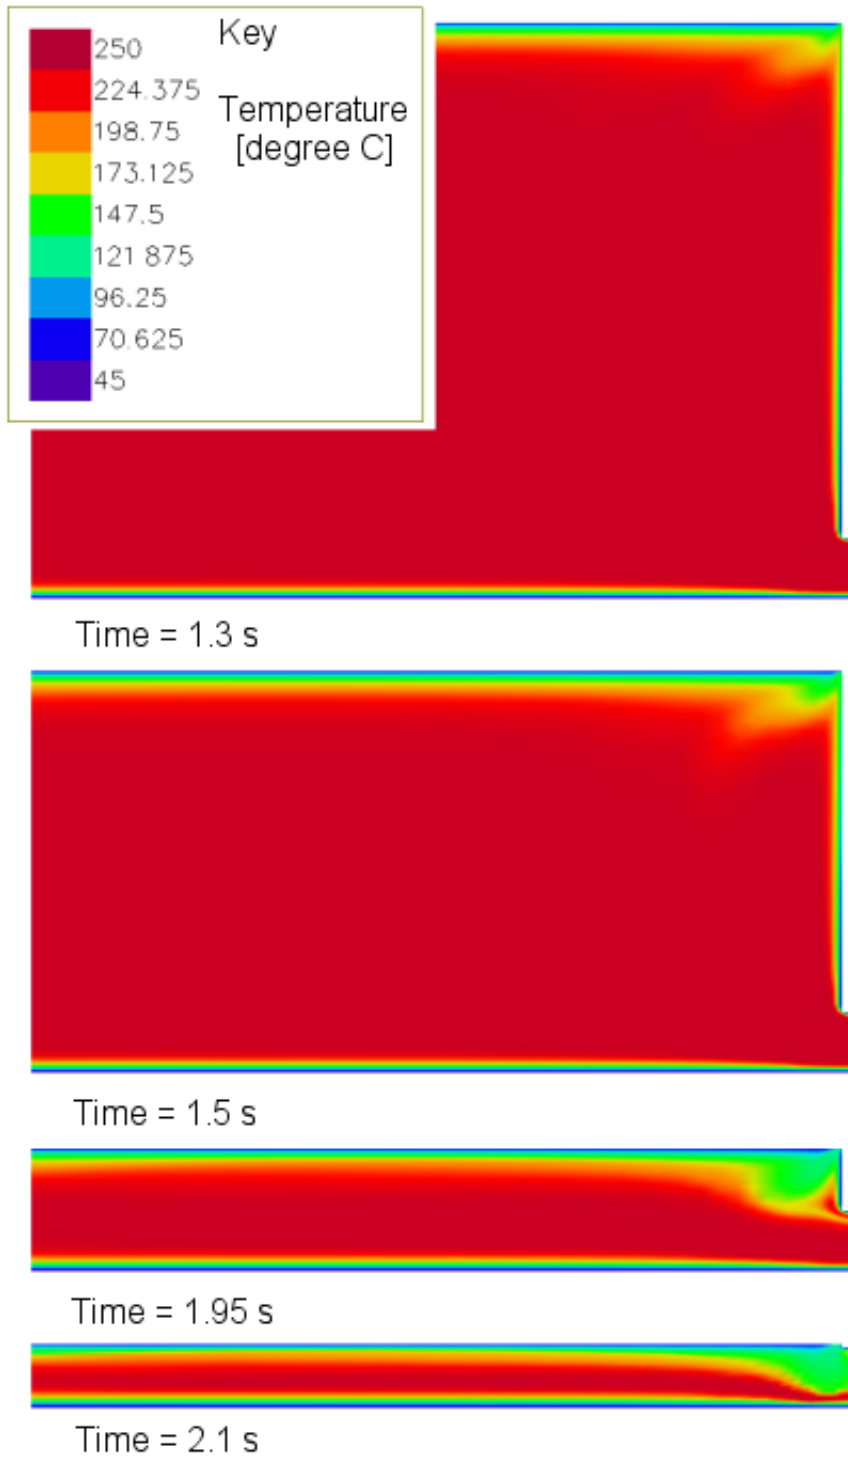 Key
Temperature
[degree C]
250
224.375
198.75
173.125
147.5
121 875
96.25
70.625
45
Time = 1.3 s
Time = 1.5 s
Time = 1.95 s
Time = 2.1 s